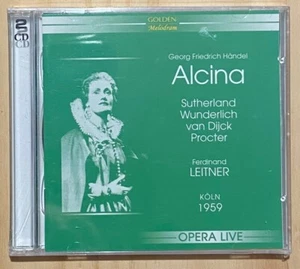 2
CD
GOLDEN
Melodram
Georg Friedrich Händel
Alcina
Sutherland
Wunderlich
van Dijck
Procter
Ferdinand
LEITNER
KÖLN
1959
OPERA LIVE